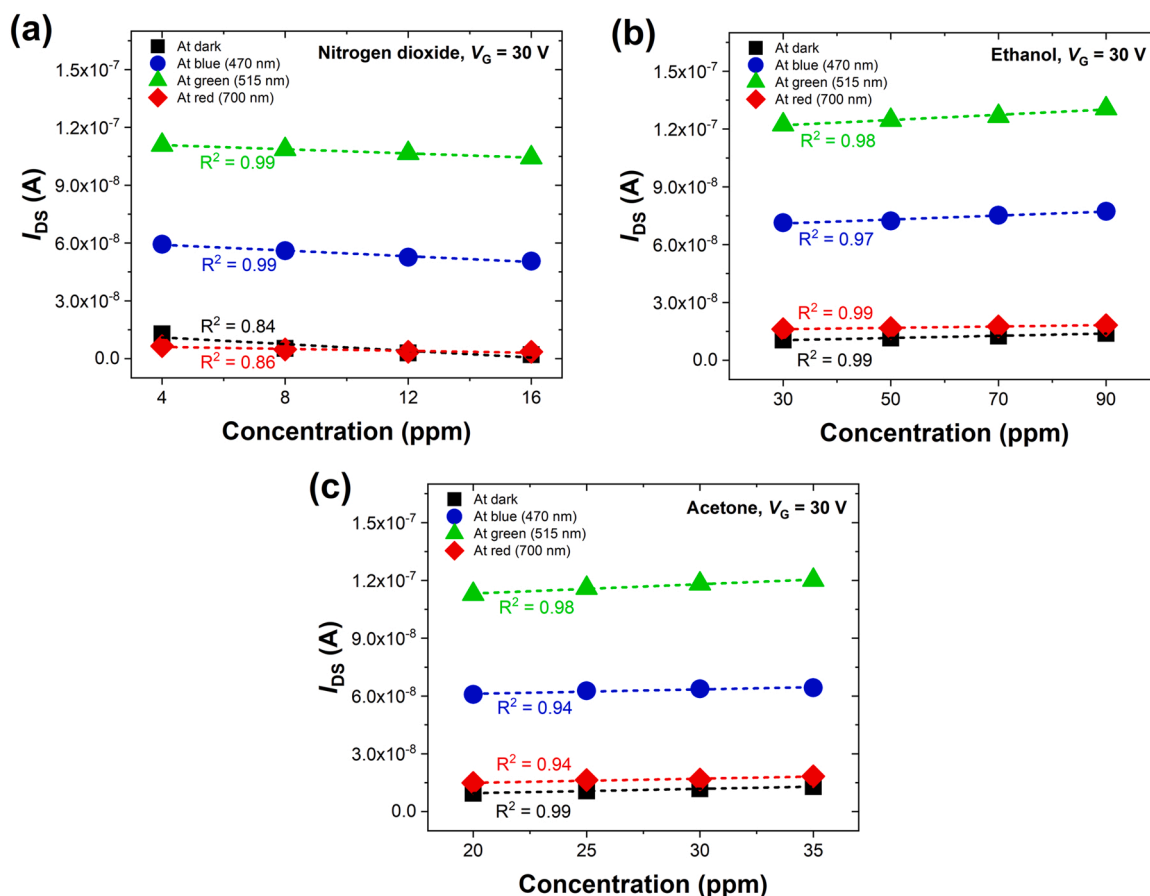 (a)
At dark
At blue (470 nm)
At green (515 nm)
At red (700 nm)
Nitrogen dioxide, V_G = 30 V
1.5x10^-7
1.2x10^-7
9.0x10^-8
6.0x10^-8
3.0x10^-8
0.0
I_DS (A)
R² = 0.99
R² = 0.99
R² = 0.84
R² = 0.86
4 8 12 16
Concentration (ppm)
(b)
At dark
At blue (470 nm)
At green (515 nm)
At red (700 nm)
Ethanol, V_G = 30 V
1.5x10^-7
1.2x10^-7
9.0x10^-8
6.0x10^-8
3.0x10^-8
0.0
I_DS (A)
R² = 0.98
R² = 0.97
R² = 0.99
R² = 0.99
30 50 70 90
Concentration (ppm)
(c)
At dark
At blue (470 nm)
At green (515 nm)
At red (700 nm)
Acetone, V_G = 30 V
1.5x10^-7
1.2x10^-7
9.0x10^-8
6.0x10^-8
3.0x10^-8
0.0
I_DS (A)
R² = 0.98
R² = 0.94
R² = 0.94
R² = 0.99
20 25 30 35
Concentration (ppm)